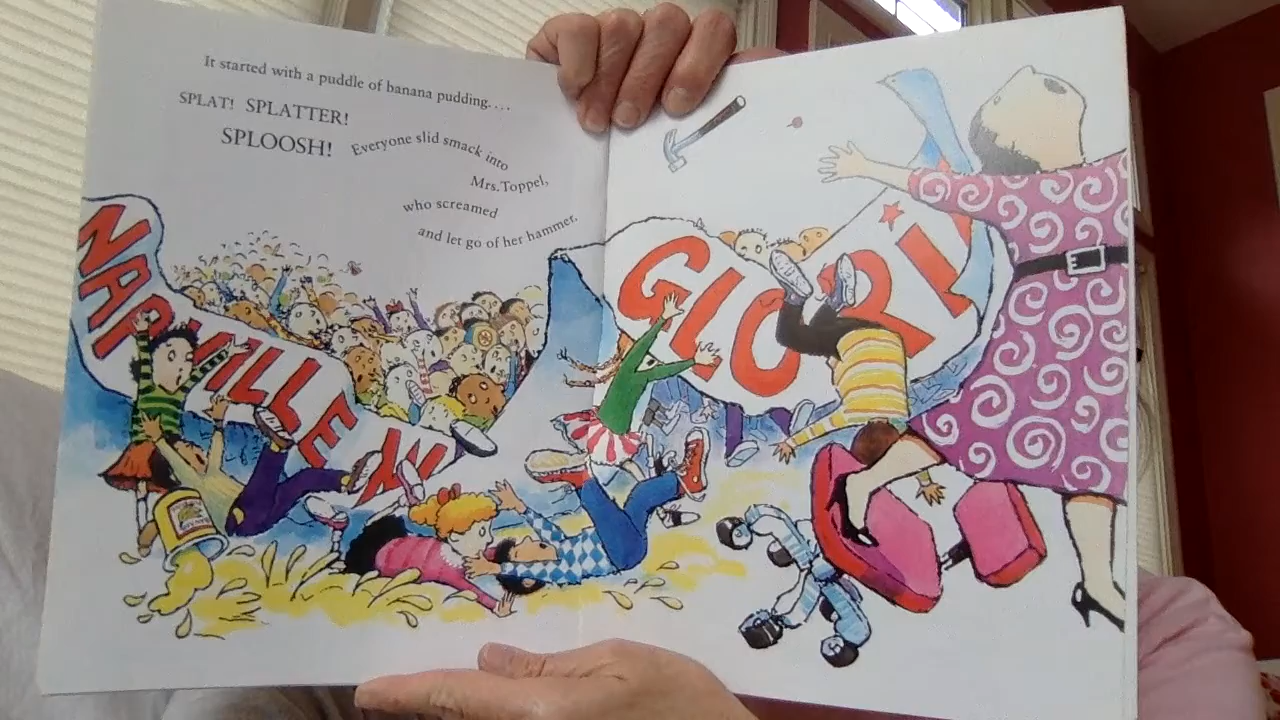 It started with a puddle of banana pudding....
SPLAT! SPLATTER!
SPLOOSH! Everyone slid smack into
Mrs. Toppel,
who screamed
and let go of her hammer.
NAPVILLE
GLORIA